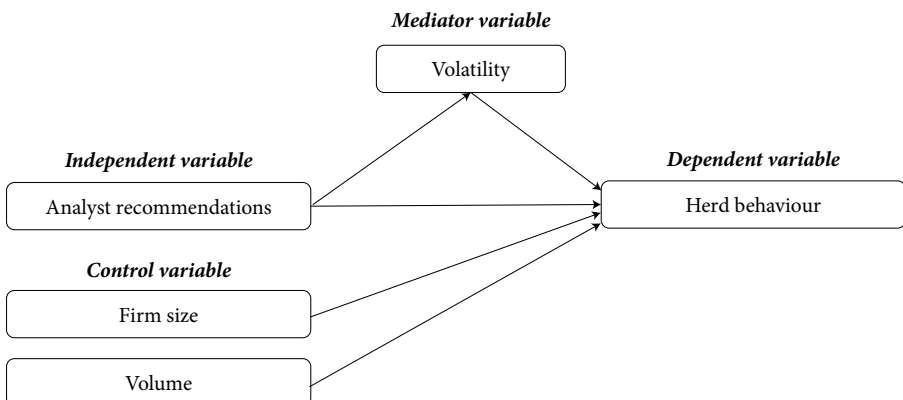 Mediator variable
Volatility
Independent variable
Dependent variable
Analyst recommendations
Herd behaviour
Control variable
Firm size
Volume